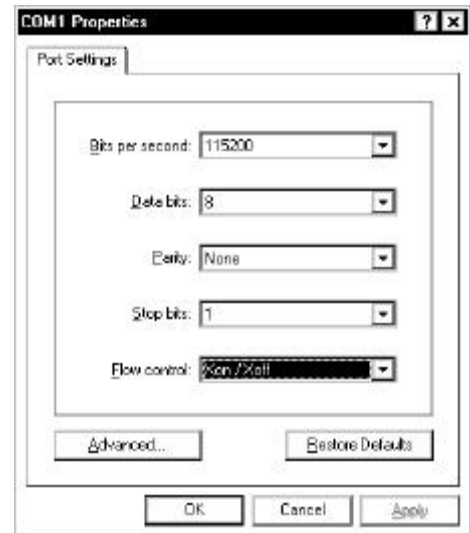 COM1 Properties
Port Settings
Bits per second: 115200
Data bits: 8
Parity: None
Stop bits: 1
Flow control: Xon / Xoff
Advanced... Restore Defaults
OK Cancel Apply